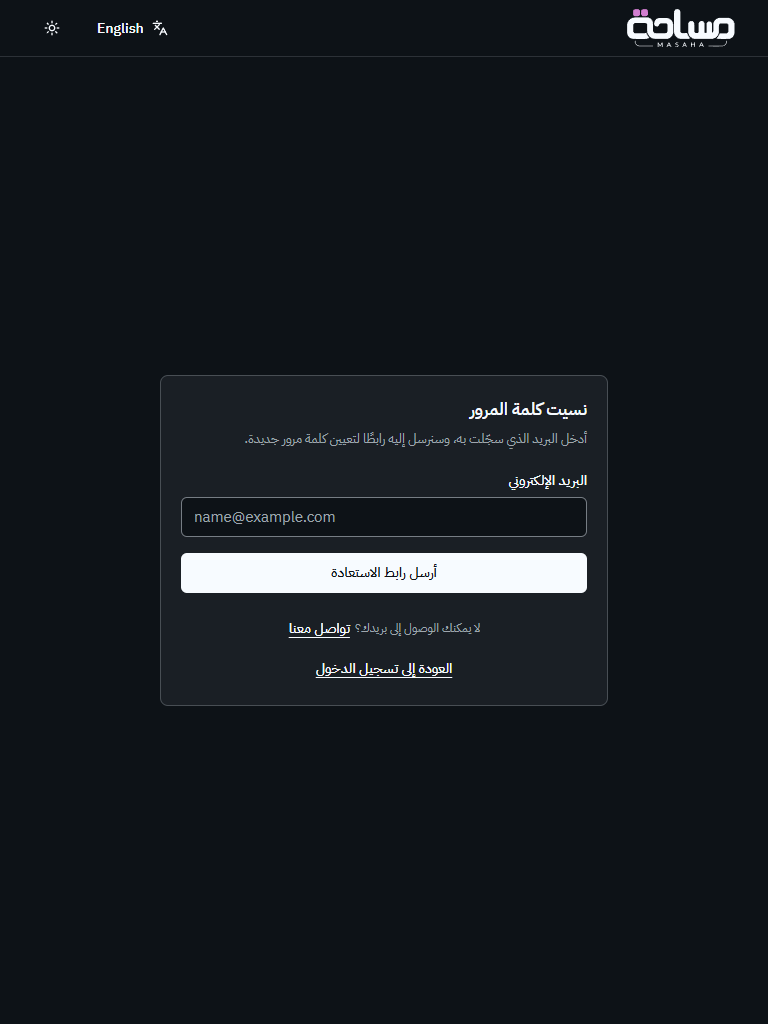 مساحة
MASAHA
English
نسيت كلمة المرور
أدخل البريد الذي سجّلت به، وسنرسل إليه رابطًا لتعيين كلمة مرور جديدة.
البريد الإلكتروني
name@example.com
أرسل رابط الاستعادة
لا يمكنك الوصول إلى بريدك؟ تواصل معنا
العودة إلى تسجيل الدخول